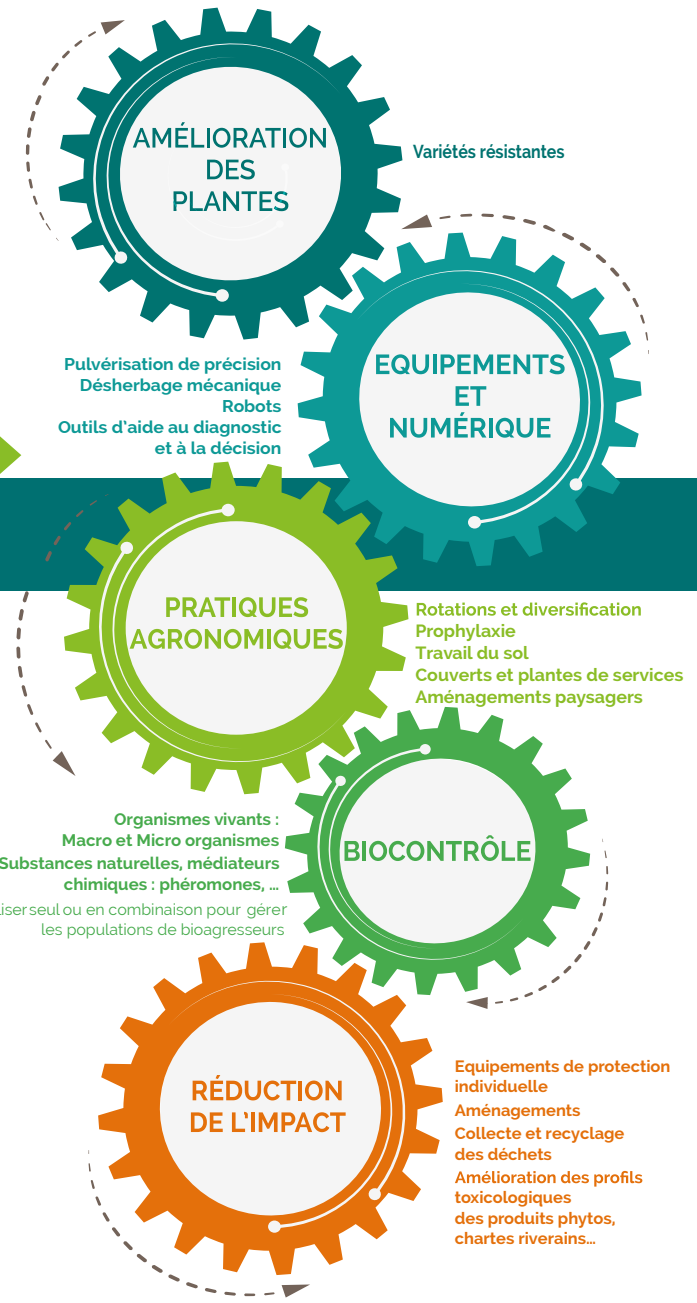 AMÉLIORATION
DES
PLANTES
Variétés résistantes
EQUIPEMENTS
ET
NUMÉRIQUE
Pulvérisation de précision
Désherbage mécanique
Robots
Outils d'aide au diagnostic
et à la décision
PRATIQUES
AGRONOMIQUES
Rotations et diversification
Prophylaxie
Travail du sol
Couverts et plantes de services
Aménagements paysagers
BIOCONTRÔLE
Organismes vivants :
Macro et Micro organismes
Substances naturelles, médiateurs
chimiques : phéromones, ...
seul ou en combinaison pour gérer
les populations de bioagresseurs
RÉDUCTION
DE L'IMPACT
Equipements de protection
individuelle
Aménagements
Collecte et recyclage
des déchets
Amélioration des profils
toxicologiques
des produits phytos,
chartes riverains...